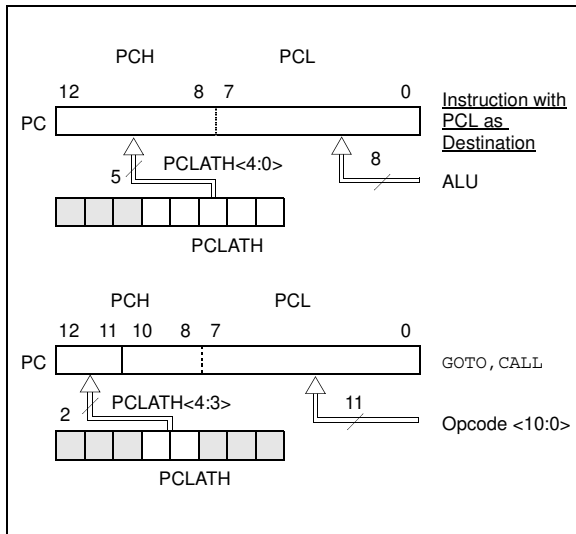 PCH PCL
12 8 7 0
PC
Instruction with
PCL as
Destination
5 PCLATH<4:0> 8
ALU
PCLATH
PCH PCL
12 11 10 8 7 0
PC GOTO, CALL
2 PCLATH<4:3> 11
Opcode <10:0>
PCLATH